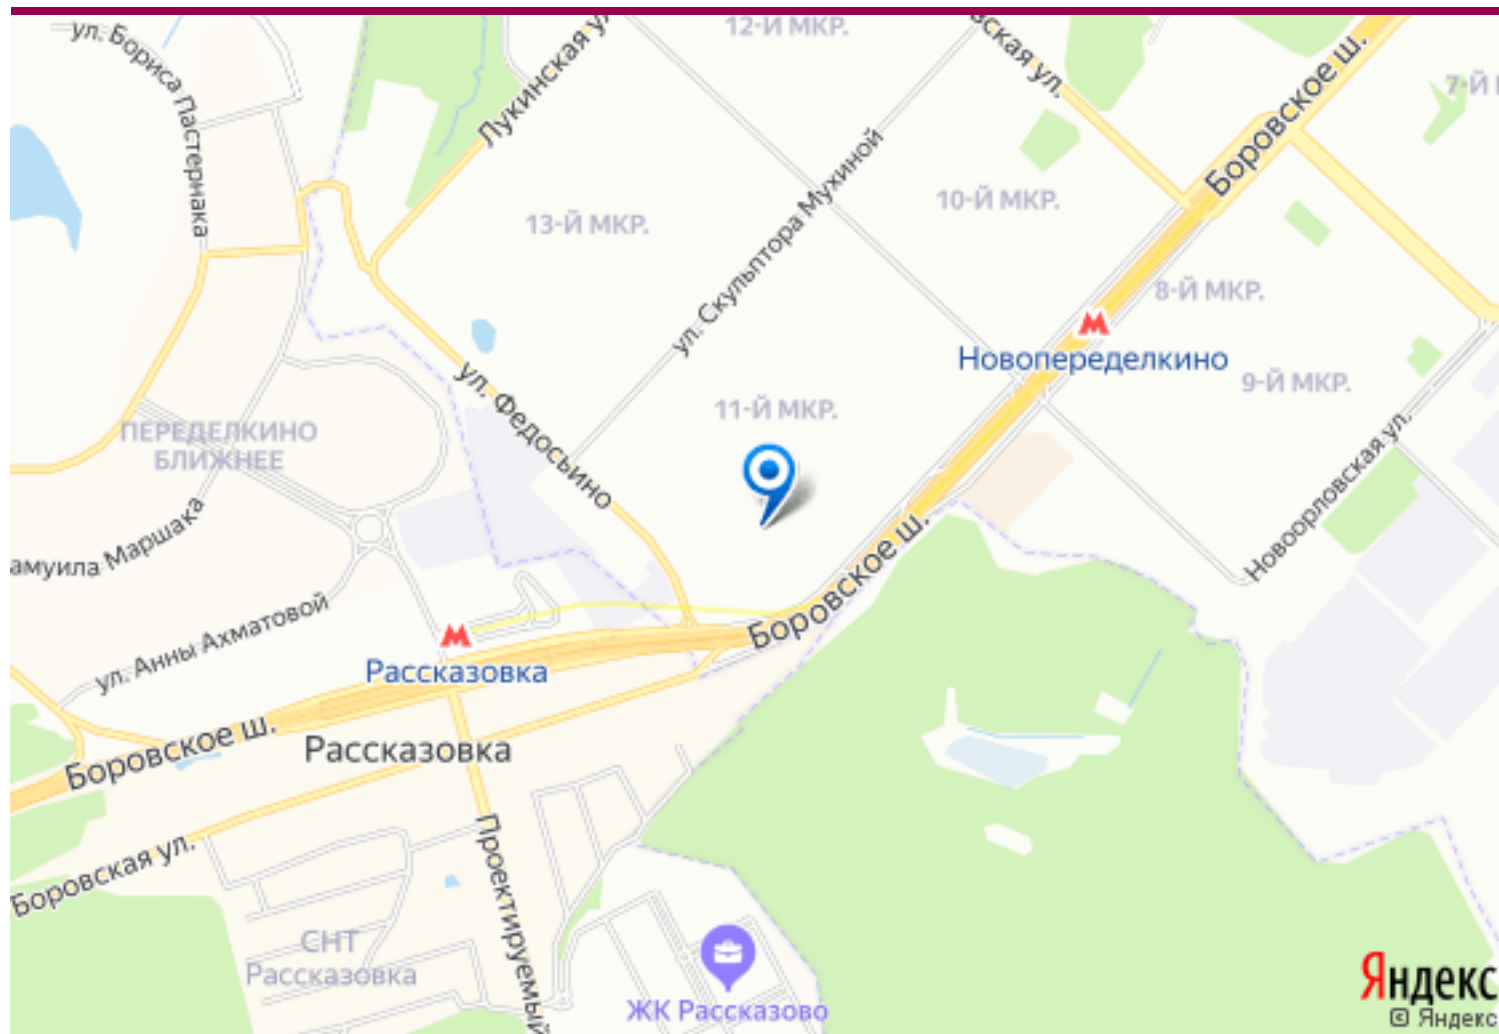 12-Й МКР.
ул. Бориса Пастернака
Лукинская ул.
вская ул.
Боровское ш.
7-Й
ул. Скульптора Мухиной
10-Й МКР.
13-Й МКР.
8-Й МКР.
Новопеределкино
9-Й МКР.
ул. Федосьино
11-Й МКР.
ПЕРЕДЕЛКИНО
БЛИЖНЕЕ
Новоорловская ул.
амуила Маршака
Боровское ш.
ул. Анны Ахматовой
Рассказовка
Боровское ш.
Рассказовка
Боровская ул.
Проектируемый
СНТ
Рассказовка
ЖК Рассказово
Яндекс
© Яндекс